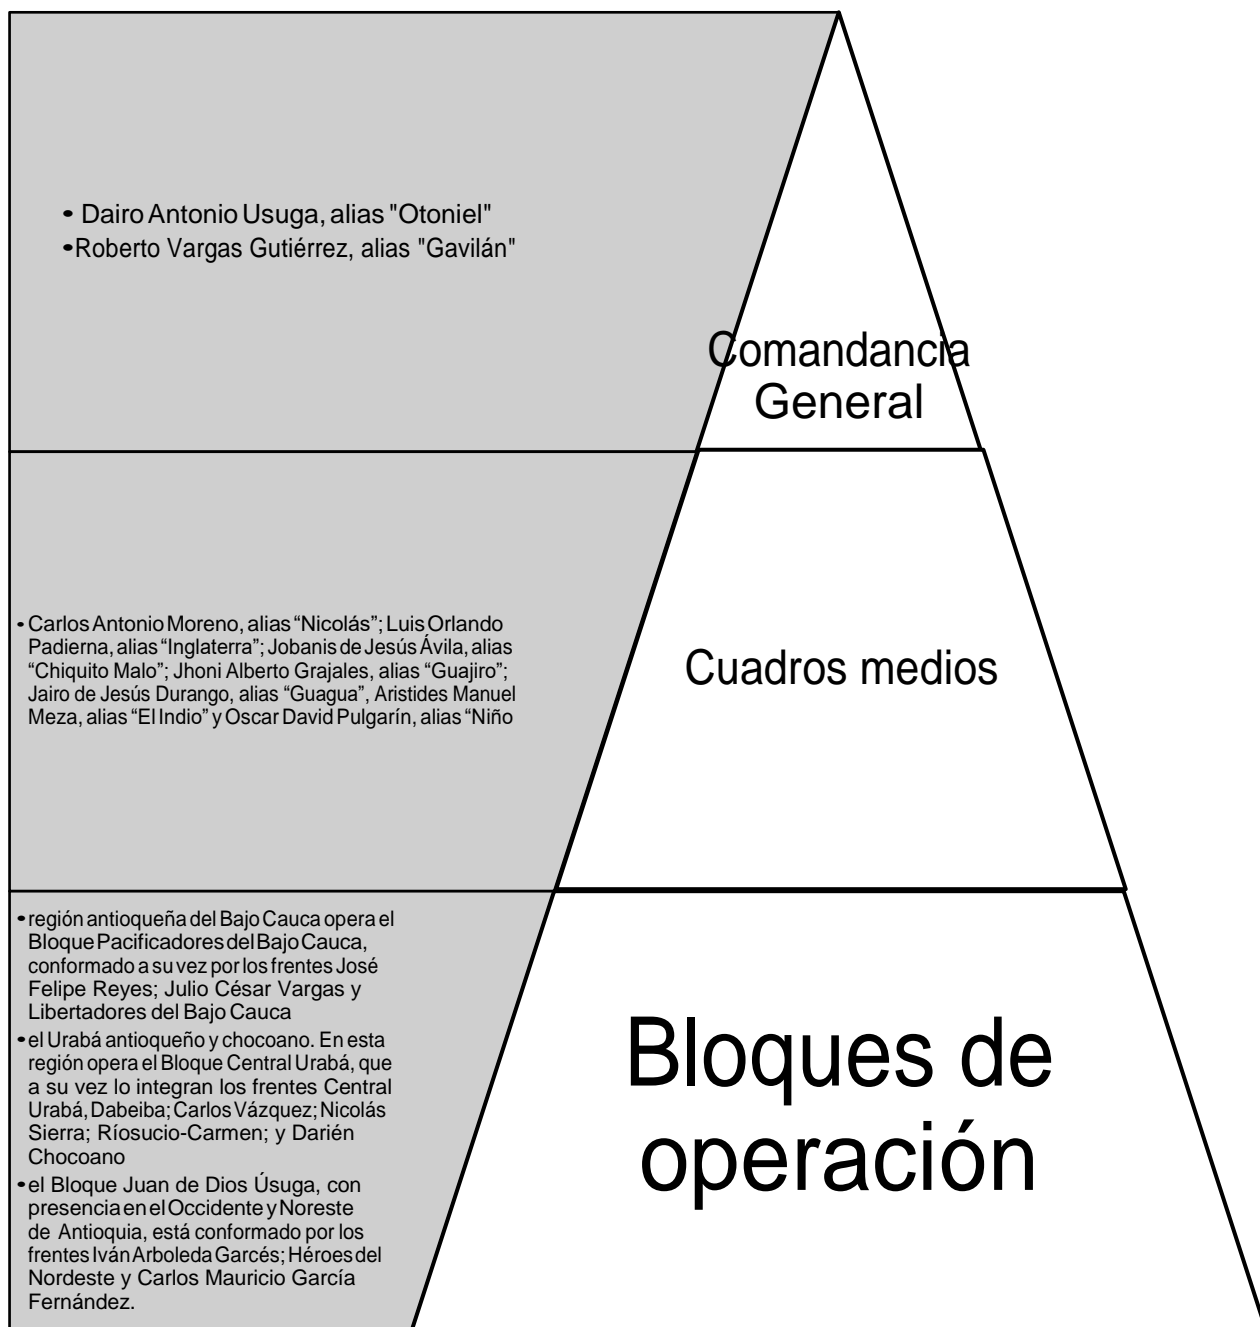 • Dairo Antonio Usuga, alias "Otoniel"
• Roberto Vargas Gutiérrez, alias "Gavilán"
Comandancia
General
• Carlos Antonio Moreno, alias “Nicolás”; Luis Orlando
Padierna, alias “Inglaterra”; Jobanis de Jesús Ávila, alias
“Chiquito Malo”; Jhoni Alberto Grajales, alias “Guajiro”;
Jairo de Jesús Durango, alias “Guagua”, Aristides Manuel
Meza, alias “El Indio” y Oscar David Pulgarín, alias “Niño
Cuadros medios
• región antioqueña del Bajo Cauca opera el
Bloque Pacificadores del Bajo Cauca,
conformado a su vez por los frentes José
Felipe Reyes; Julio César Vargas y
Libertadores del Bajo Cauca
• el Urabá antioqueño y chocoano. En esta
región opera el Bloque Central Urabá, que
a su vez lo integran los frentes Central
Urabá, Dabeiba; Carlos Vázquez; Nicolás
Sierra; Ríosucio-Carmen; y Darién
Chocoano
• el Bloque Juan de Dios Úsuga, con
presencia en el Occidente y Noreste
de Antioquia, está conformado por los
frentes Iván Arboleda Garcés; Héroes del
Nordeste y Carlos Mauricio García
Fernández.
Bloques de
operación